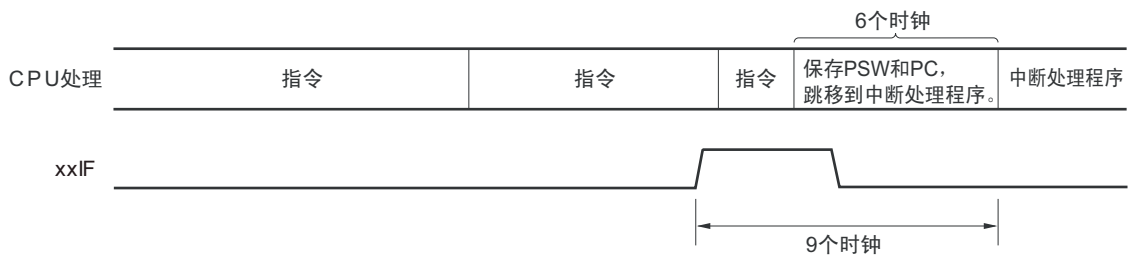 6个时钟
CPU处理
指令
指令
指令
保存PSW和PC，
跳移到中断处理程序。
中断处理程序
xxIF
9个时钟